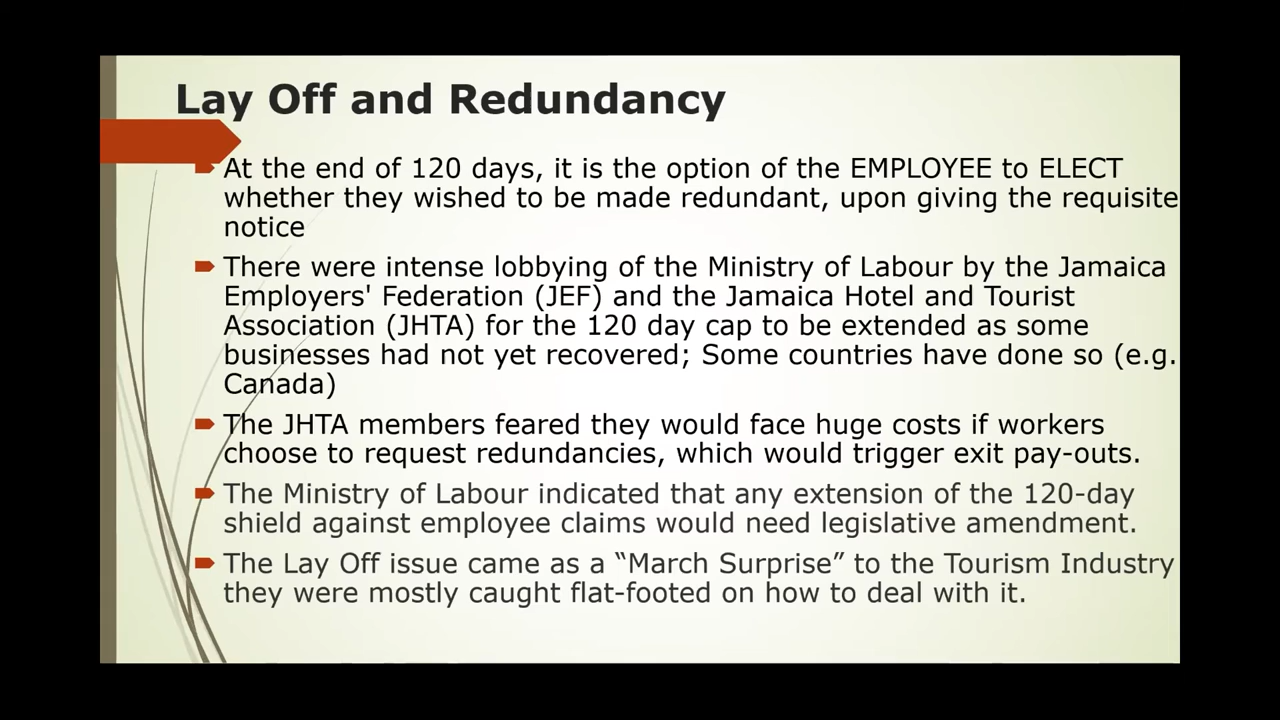 Lay Off and Redundancy
At the end of 120 days, it is the option of the EMPLOYEE to ELECT
whether they wished to be made redundant, upon giving the requisite
notice
There were intense lobbying of the Ministry of Labour by the Jamaica
Employers' Federation (JEF) and the Jamaica Hotel and Tourist
Association (JHTA) for the 120 day cap to be extended as some
businesses had not yet recovered; Some countries have done so (e.g.
Canada)
The JHTA members feared they would face huge costs if workers
choose to request redundancies, which would trigger exit pay-outs.
The Ministry of Labour indicated that any extension of the 120-day
shield against employee claims would need legislative amendment.
The Lay Off issue came as a “March Surprise” to the Tourism Industry
they were mostly caught flat-footed on how to deal with it.